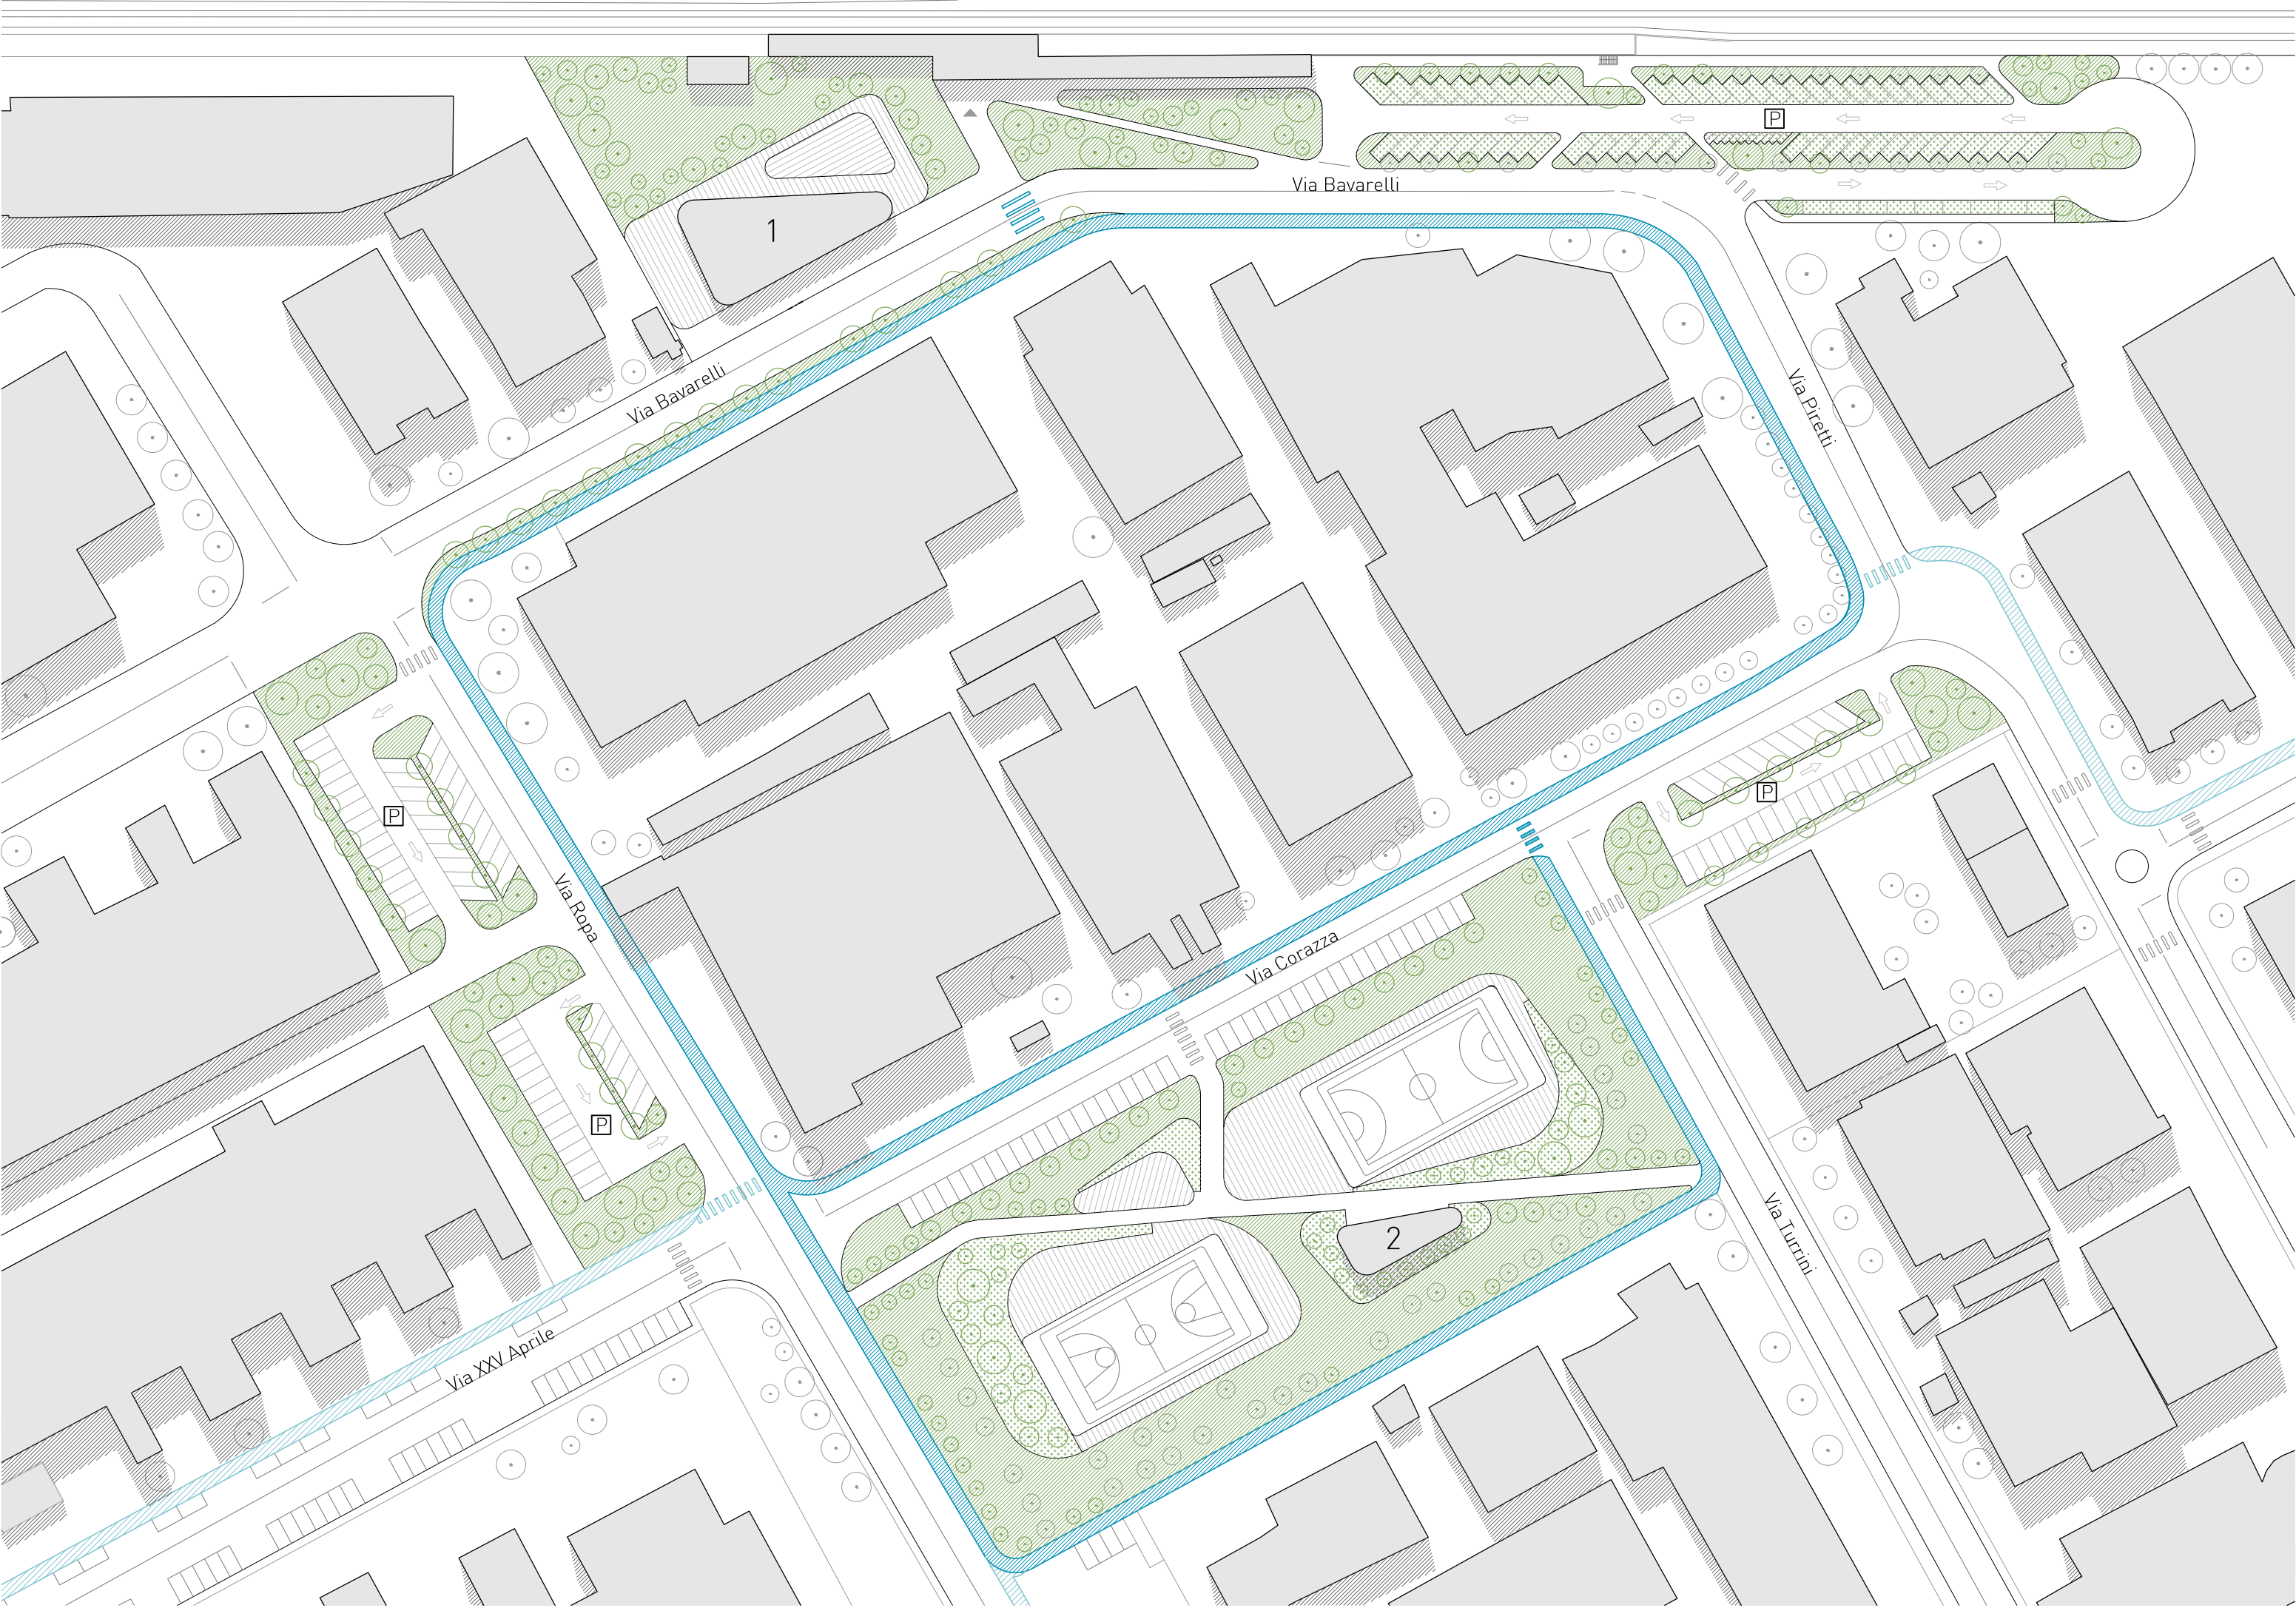 P
Via Bavarelli
1
Via Bavarelli
Via Piretti
P
P
Via Ropa
Via Corazza
P
2
Via Turrini
Via XXV Aprile